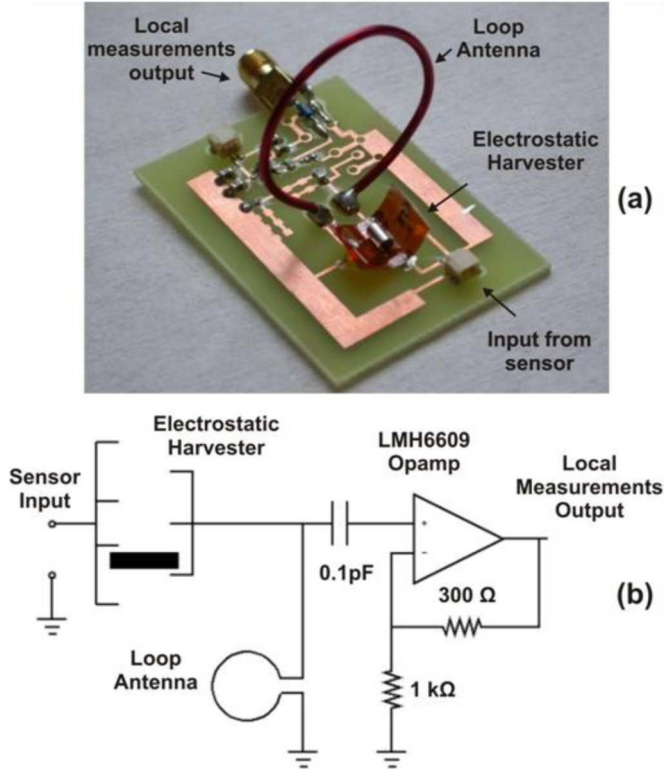 Local
measurements
output
Loop
Antenna
Electrostatic
Harvester
(a)
Input from
sensor
Electrostatic
Harvester
LMH6609
Opamp
Sensor
Input
Local
Measurements
Output
+
-
0.1pF
300 Ω
(b)
Loop
Antenna
1 kΩ